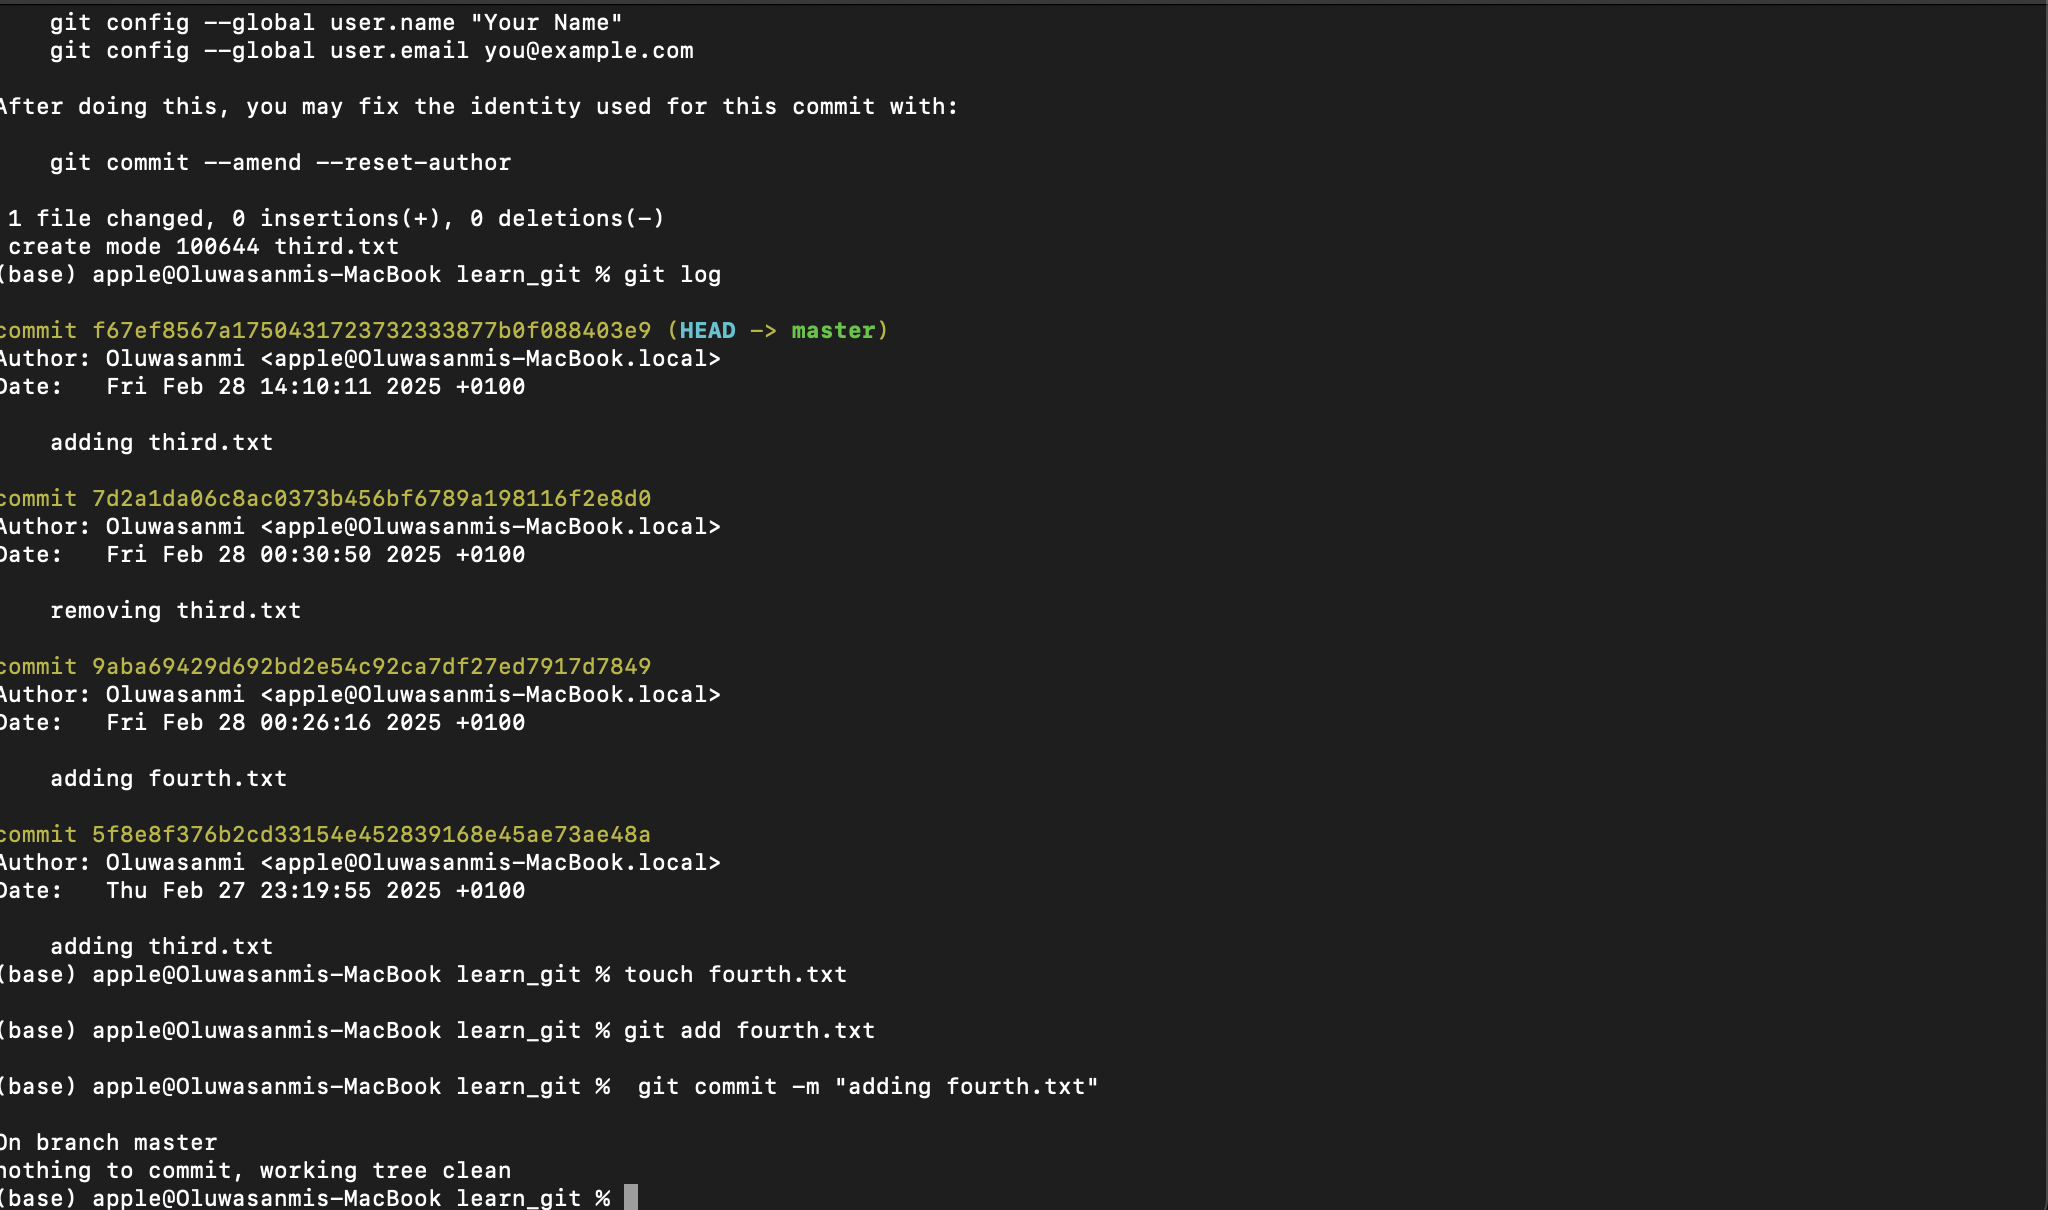 git config --global user.name "Your Name"
git config --global user.email you@example.com
After doing this, you may fix the identity used for this commit with:
git commit --amend --reset-author
1 file changed, 0 insertions(+), 0 deletions(-)
create mode 100644 third.txt
(base) apple@Oluwasanmis-MacBook learn_git % git log
commit f67ef8567a1750431723732333877b0f088403e9 (HEAD -> master)
Author: Oluwasanmi <apple@Oluwasanmis-MacBook.local>
Date:   Fri Feb 28 14:10:11 2025 +0100
adding third.txt
commit 7d2a1da06c8ac0373b456bf6789a198116f2e8d0
Author: Oluwasanmi <apple@Oluwasanmis-MacBook.local>
Date:   Fri Feb 28 00:30:50 2025 +0100
removing third.txt
commit 9aba69429d692bd2e54c92ca7df27ed7917d7849
Author: Oluwasanmi <apple@Oluwasanmis-MacBook.local>
Date:   Fri Feb 28 00:26:16 2025 +0100
adding fourth.txt
commit 5f8e8f376b2cd33154e452839168e45ae73ae48a
Author: Oluwasanmi <apple@Oluwasanmis-MacBook.local>
Date:   Thu Feb 27 23:19:55 2025 +0100
adding third.txt
(base) apple@Oluwasanmis-MacBook learn_git % touch fourth.txt
(base) apple@Oluwasanmis-MacBook learn_git % git add fourth.txt
(base) apple@Oluwasanmis-MacBook learn_git %  git commit -m "adding fourth.txt"
On branch master
nothing to commit, working tree clean
(base) apple@Oluwasanmis-MacBook learn_git %